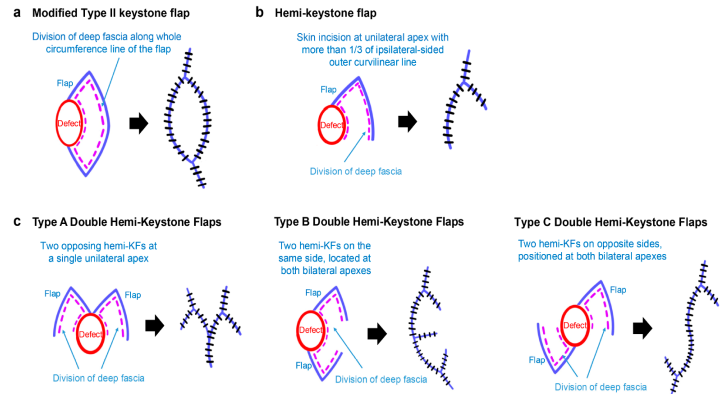 a Modified Type II keystone flap
Division of deep fascia along whole
circumference line of the flap
Flap
Defect
b Hemi-keystone flap
Skin incision at unilateral apex with
more than 1/3 of ipsilateral-sided
outer curvilinear line
Flap
Defect
Division of deep fascia
c Type A Double Hemi-Keystone Flaps
Two opposing hemi-KFs at
a single unilateral apex
Flap
Flap
Defect
Division of deep fascia
Type B Double Hemi-Keystone Flaps
Two hemi-KFs on the
same side, located at
both bilateral apexes
Flap
Defect
Flap
Division of deep fascia
Type C Double Hemi-Keystone Flaps
Two hemi-KFs on opposite sides,
positioned at both bilateral apexes
Flap
Defect
Flap
Division of deep fascia